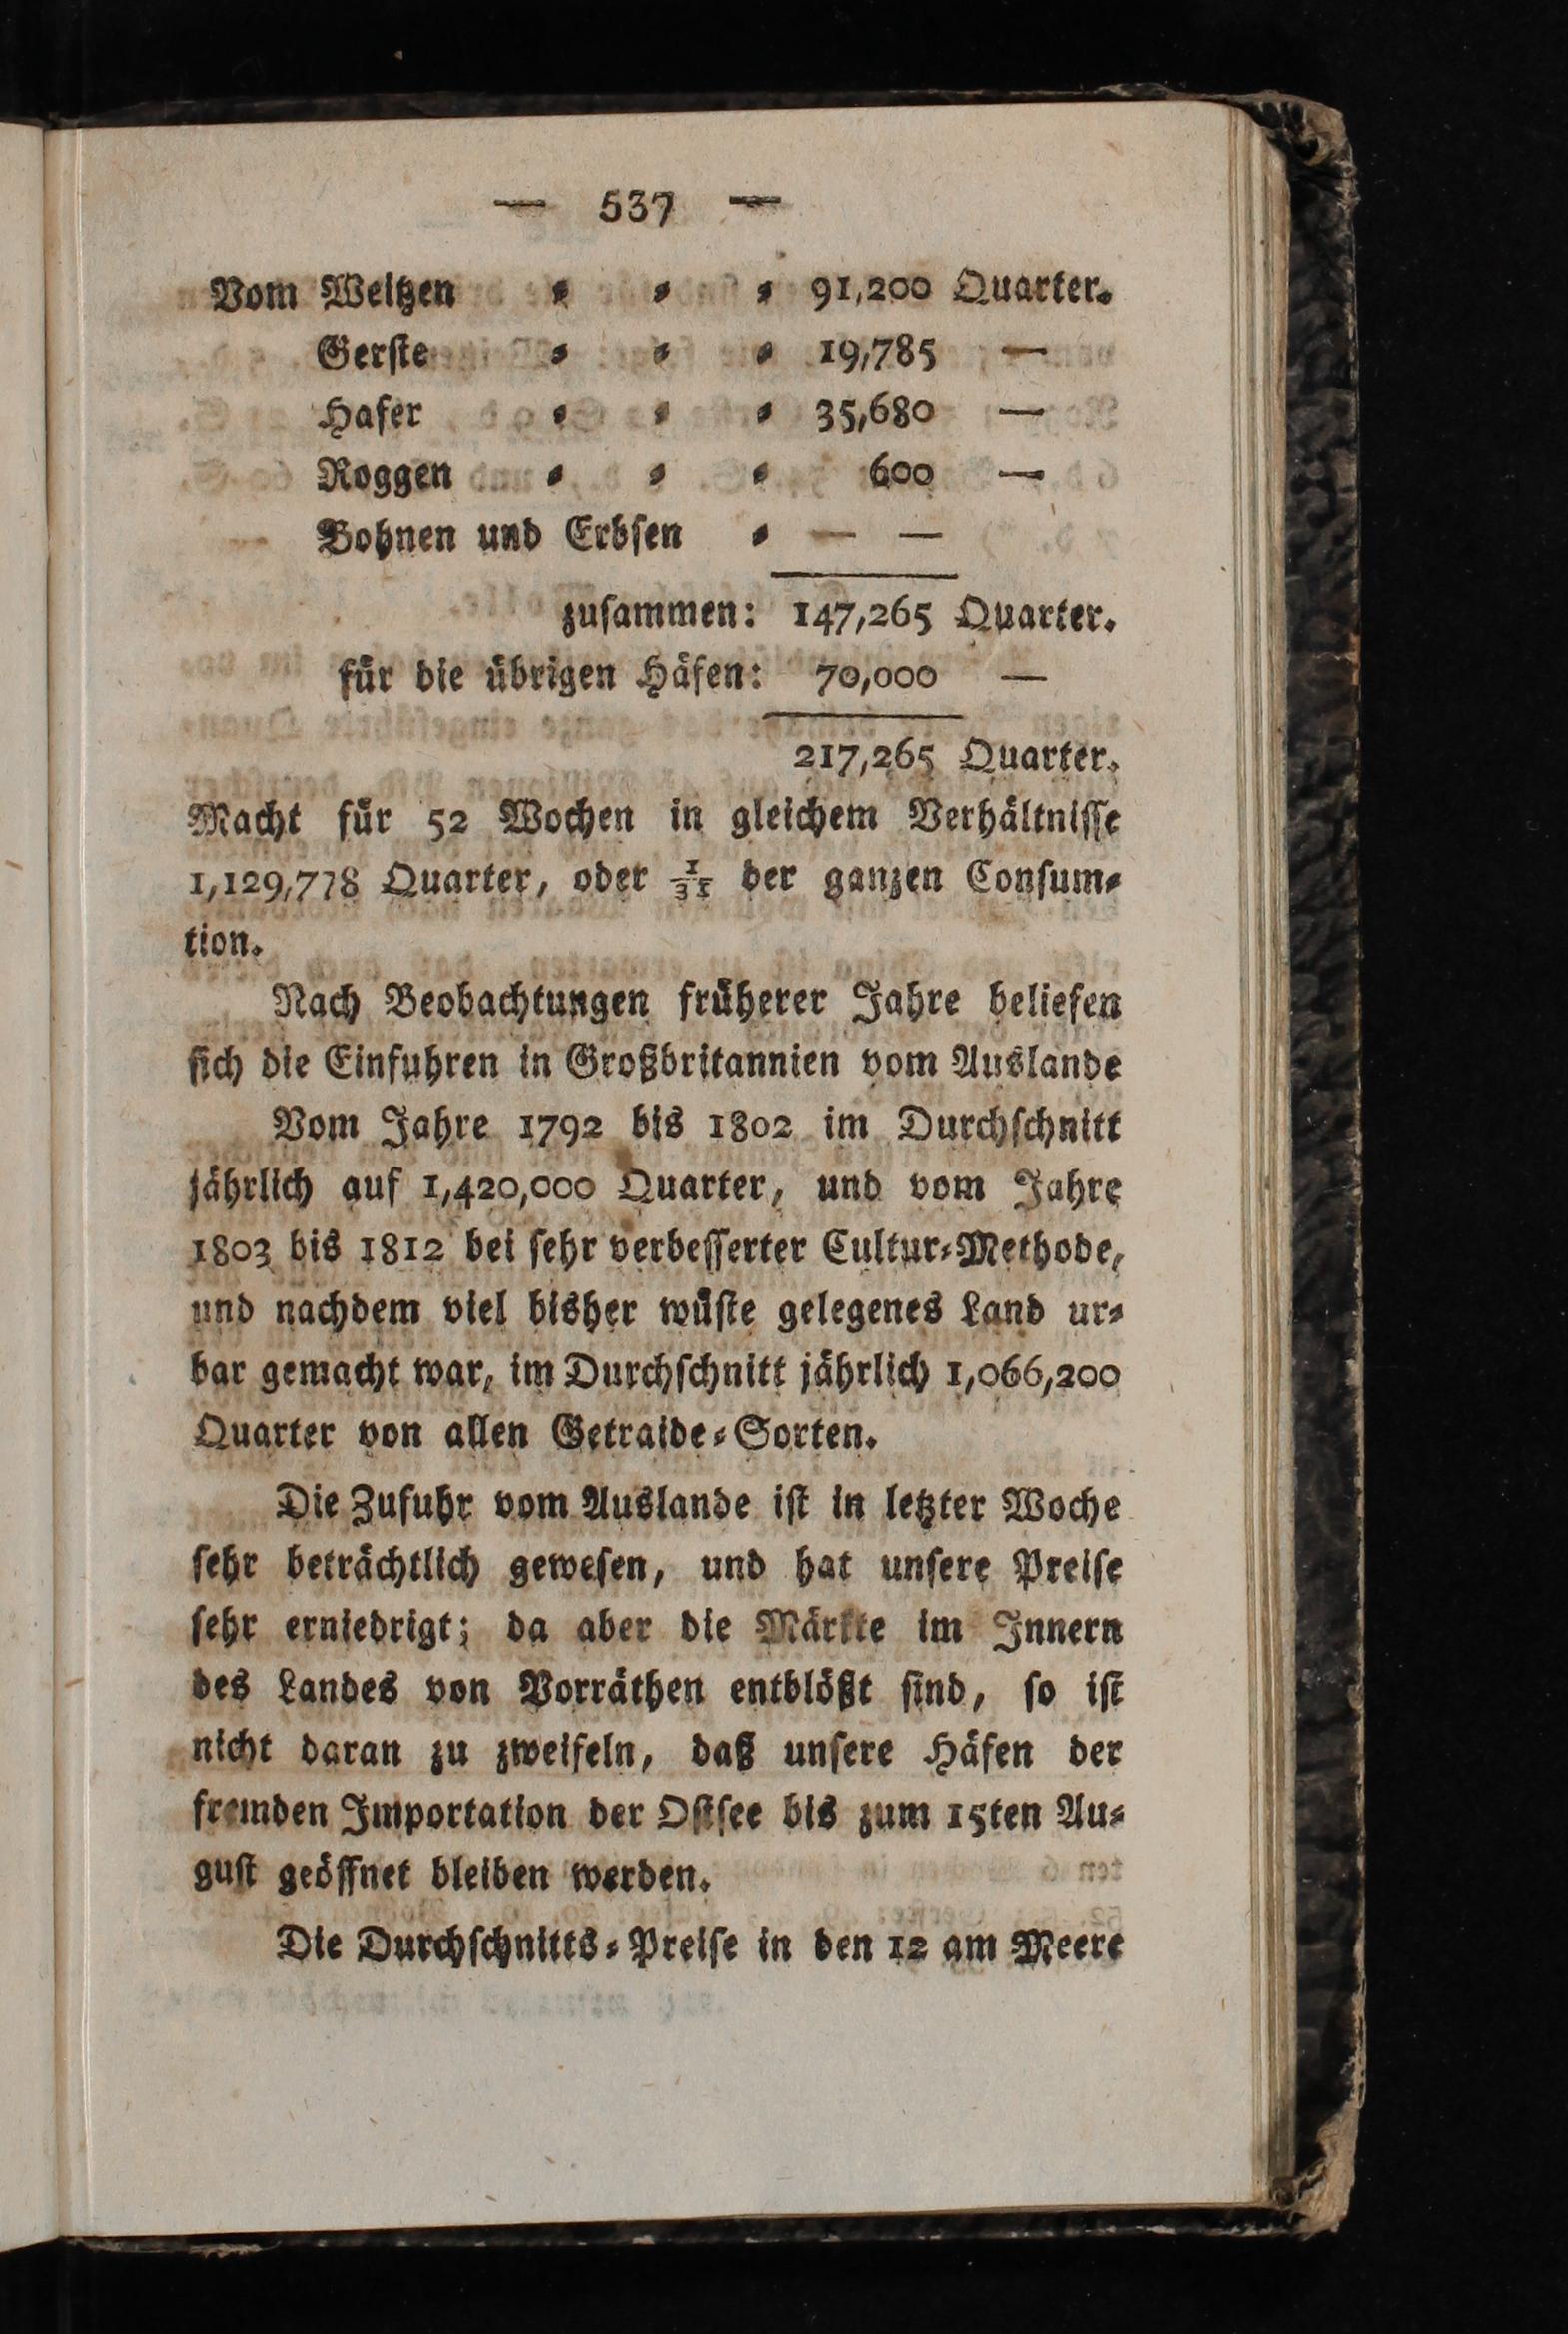 — 537 —
Vom Weitzen ⸗ ⸗ ⸗ 91,200 Quarter.
Gerſte ⸗ ⸗ ⸗ 19,785 —
Hafer ⸗ ⸗ ⸗ 35,680 —
Roggen ⸗ ⸗ ⸗ 600 —
Bohnen und Erbſen ⸗ — —
zuſammen: 147,265 Quarter.
für die übrigen Häfen: 70,000 —
217,265 Quarter.
Macht für 52 Wochen in gleichem Verhältniſſe
1,129,778 Quarter, oder 1/31 der ganzen Conſum⸗
tion.
Nach Beobachtungen früherer Jahre beliefen
ſich die Einfuhren in Großbritannien vom Auslande
Vom Jahre 1792 bis 1802 im Durchſchnitt
jährlich auf 1,420,000 Quarter, und vom Jahre
1803 bis 1812 bei ſehr verbeſſerter Cultur⸗Methode,
und nachdem viel bisher wüſte gelegenes Land ur⸗
bar gemacht war, im Durchſchnitt jährlich 1,066,200
Quarter von allen Getraide⸗Sorten.
Die Zufuhr vom Auslande iſt in letzter Woche
ſehr beträchtlich geweſen, und hat unſere Preiſe
ſehr erniedrigt; da aber die Märkte im Innern
des Landes von Vorräthen entblößt ſind, ſo iſt
nicht daran zu zweifeln, daß unſere Häfen der
fremden Importation der Oſtſee bis zum 15ten Au⸗
guſt geöffnet bleiben werden.
Die Durchſchnitts⸗Preiſe in den 12 am Meere